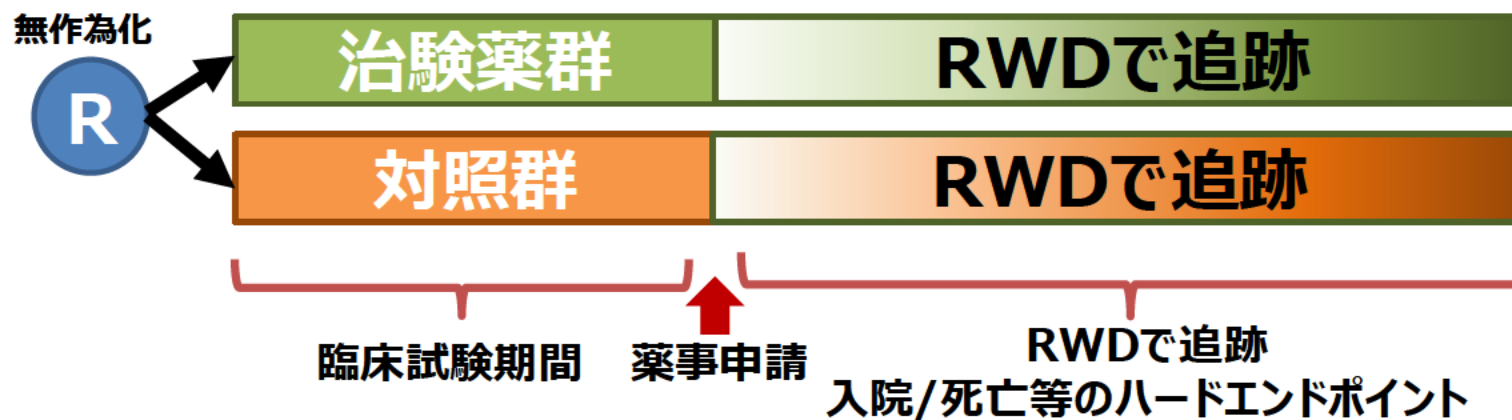 無作為化
R
治験薬群
RWDで追跡
対照群
RWDで追跡
臨床試験期間
薬事申請
RWDで追跡
入院/死亡等のハードエンドポイント